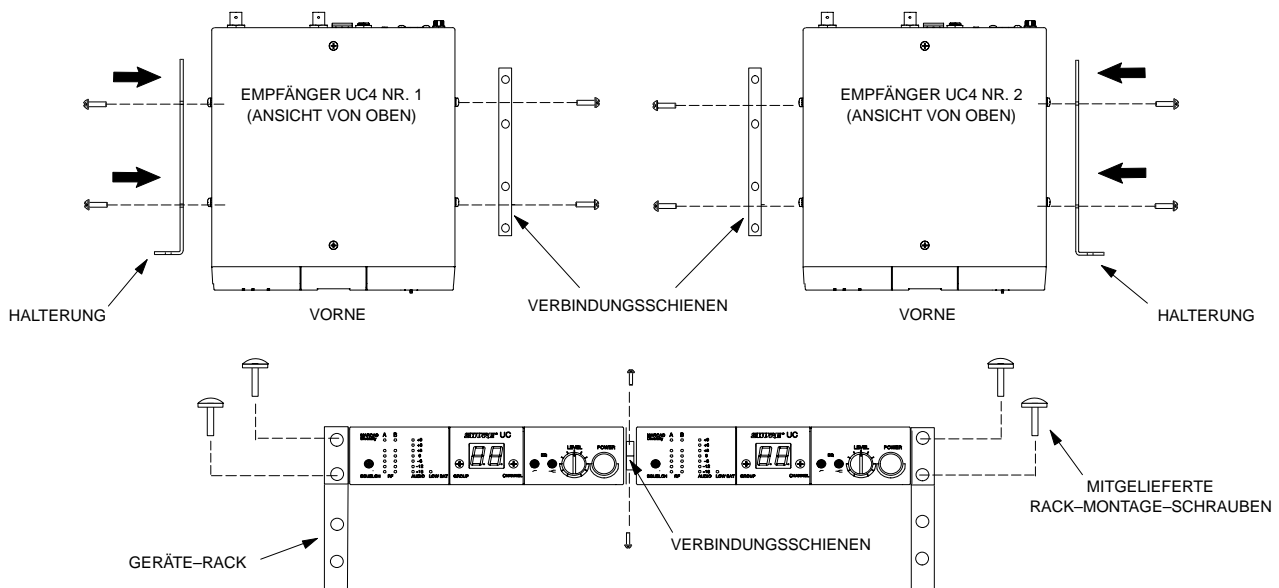 EMPFÄNGER UC4 NR. 1
(ANSICHT VON OBEN)
EMPFÄNGER UC4 NR. 2
(ANSICHT VON OBEN)
HALTERUNG
VORNE
VERBINDUNGSSCHIENEN
VORNE
HALTERUNG
A B
UC
LEVEL
POWER
SQUELCH
RF
AUDIO
LOW BAT
GROUP
CHANNEL
A B
UC
LEVEL
POWER
SQUELCH
RF
AUDIO
LOW BAT
GROUP
CHANNEL
MITGELIEFERTE
RACK–MONTAGE–SCHRAUBEN
GERÄTE–RACK
VERBINDUNGSSCHIENEN